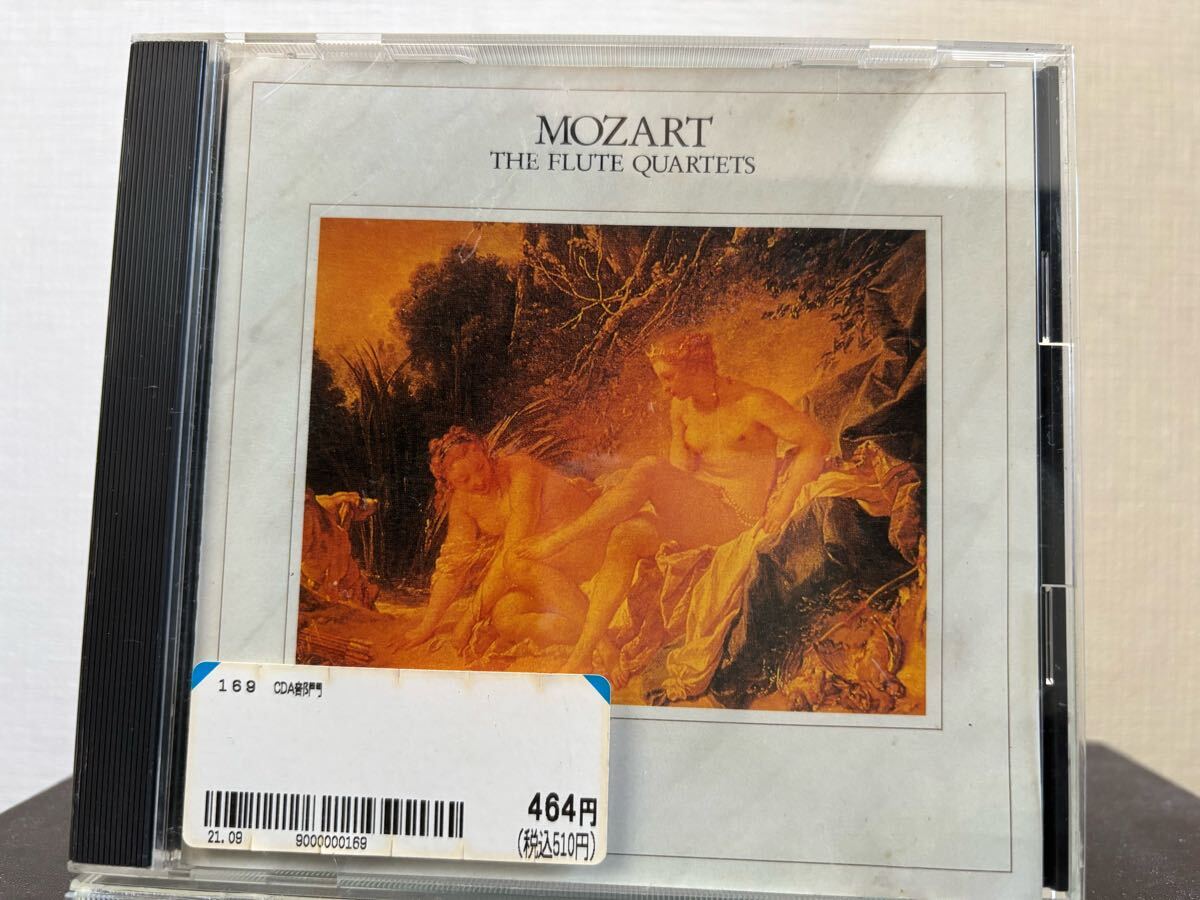 MOZART
THE FLUTE QUARTETS
169 CDA音部門
464円
21.09 9000000169 (税込510円)